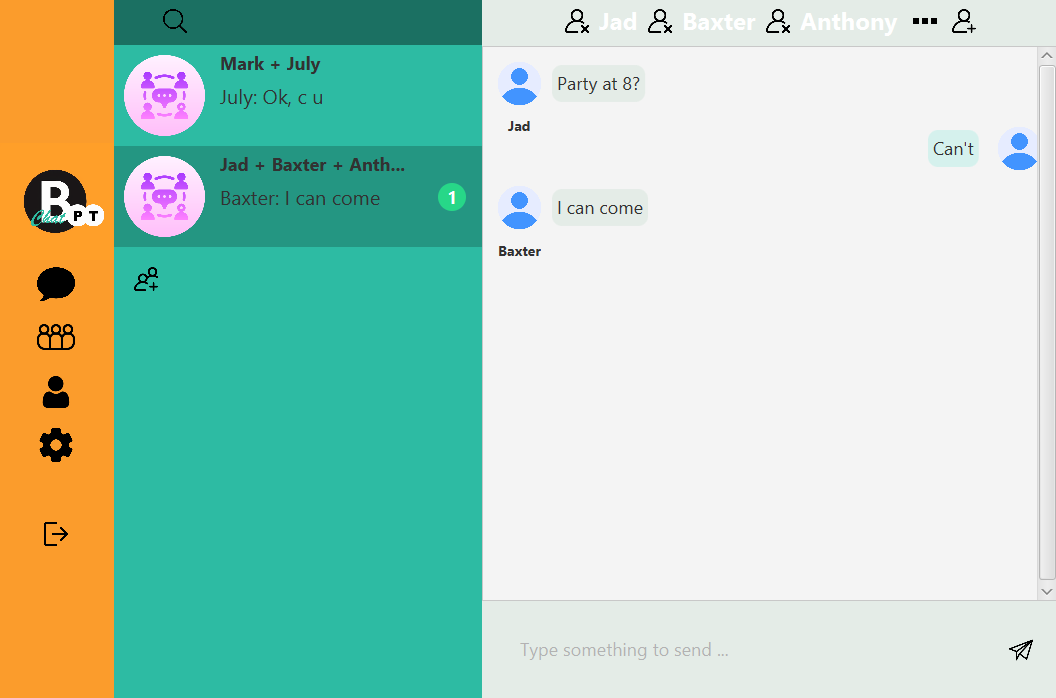 B
Chat P T
Mark + July
July: Ok, c u
Jad + Baxter + Anth...
Baxter: I can come
1
Jad Baxter Anthony
Party at 8?
Jad
Can't
I can come
Baxter
Type something to send ...